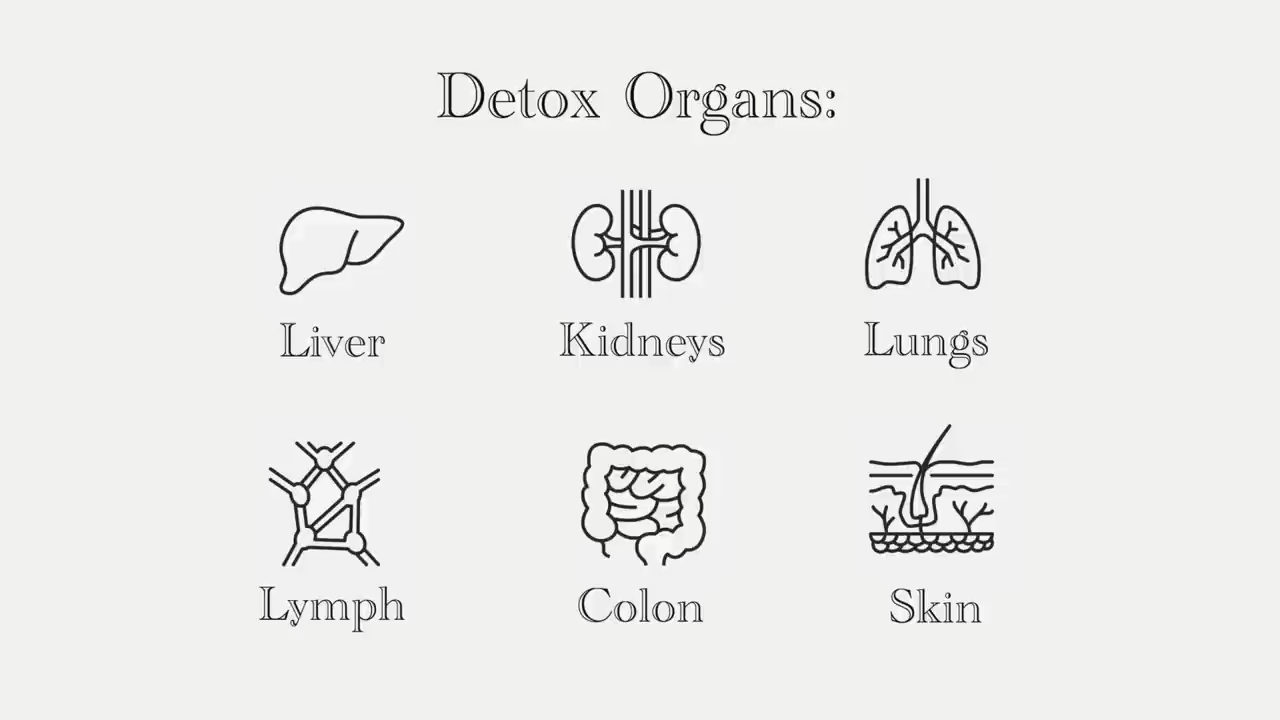 Detox Organs:
Liver
Kidneys
Lungs
Lymph
Colon
Skin